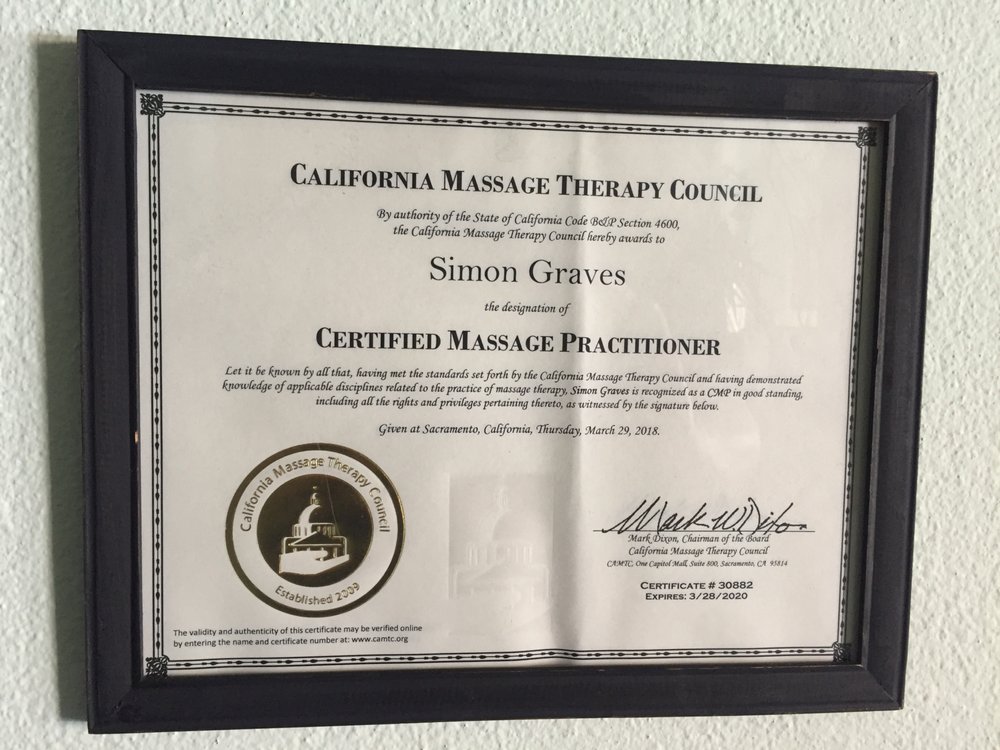 CALIFORNIA MASSAGE THERAPY COUNCIL
By authority of the State of California Code B&P Section 4600,
the California Massage Therapy Council hereby awards to
Simon Graves
the designation of
CERTIFIED MASSAGE PRACTITIONER
Let it be known by all that, having met the standards set forth by the California Massage Therapy Council and having demonstrated
knowledge of applicable disciplines related to the practice of massage therapy, Simon Graves is recognized as a CMP in good standing,
including all the rights and privileges pertaining thereto, as witnessed by the signature below.
Given at Sacramento, California, Thursday, March 29, 2018.
California Massage Therapy Council
Established 2009
Mark W Dixon
Mark Dixon, Chairman of the Board
California Massage Therapy Council
CAMTC, One Capitol Mall, Suite 800, Sacramento, CA 95814
CERTIFICATE # 30882
EXPIRES: 3/28/2020
The validity and authenticity of this certificate may be verified online
by entering the name and certificate number at: www.camtc.org